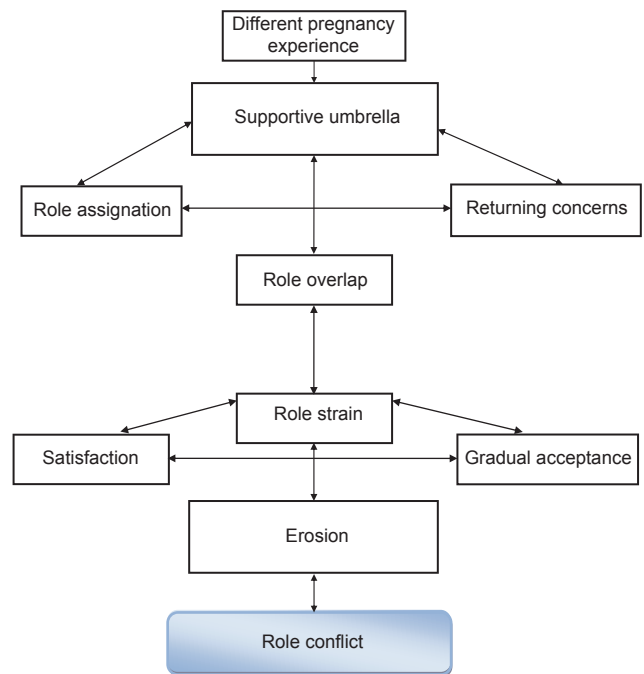 Different pregnancy
experience
Supportive umbrella
Role assignation
Returning concerns
Role overlap
Role strain
Satisfaction
Gradual acceptance
Erosion
Role conflict